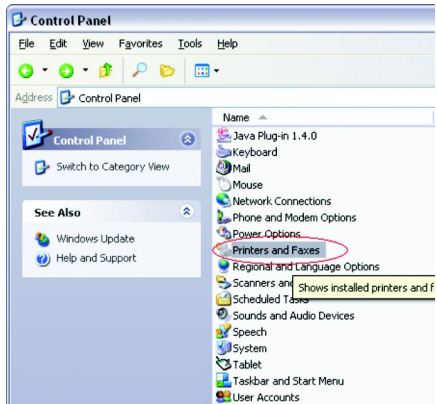 Control Panel
File Edit View Favorites Tools Help
Address Control Panel
Control Panel
Switch to Category View
See Also
Windows Update
Help and Support
Name
Java Plug-in 1.4.0
Keyboard
Mail
Mouse
Network Connections
Phone and Modem Options
Power Options
Printers and Faxes
Regional and Language Options
Scanners and
Shows installed printers and f
Scheduled Tasks
Sounds and Audio Devices
Speech
System
Tablet
Taskbar and Start Menu
User Accounts